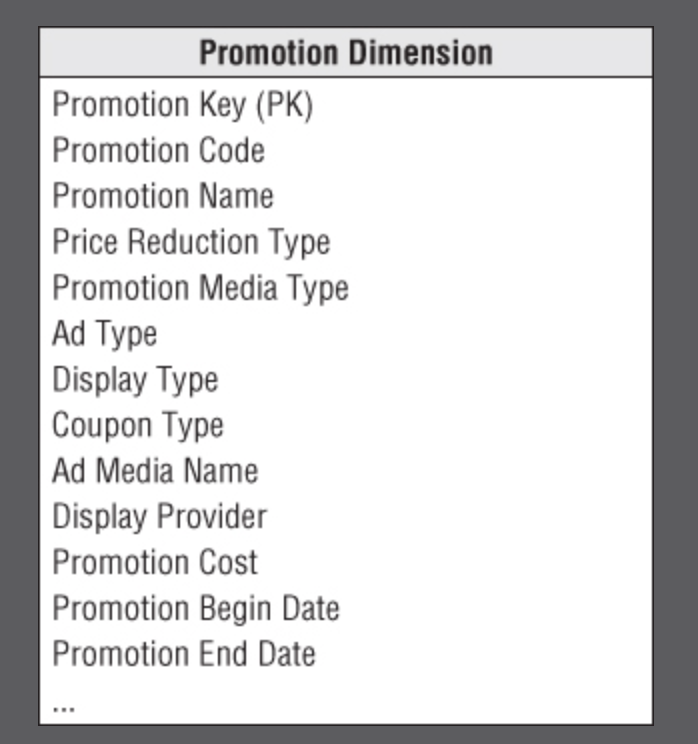 Promotion Dimension
Promotion Key (PK)
Promotion Code
Promotion Name
Price Reduction Type
Promotion Media Type
Ad Type
Display Type
Coupon Type
Ad Media Name
Display Provider
Promotion Cost
Promotion Begin Date
Promotion End Date
...